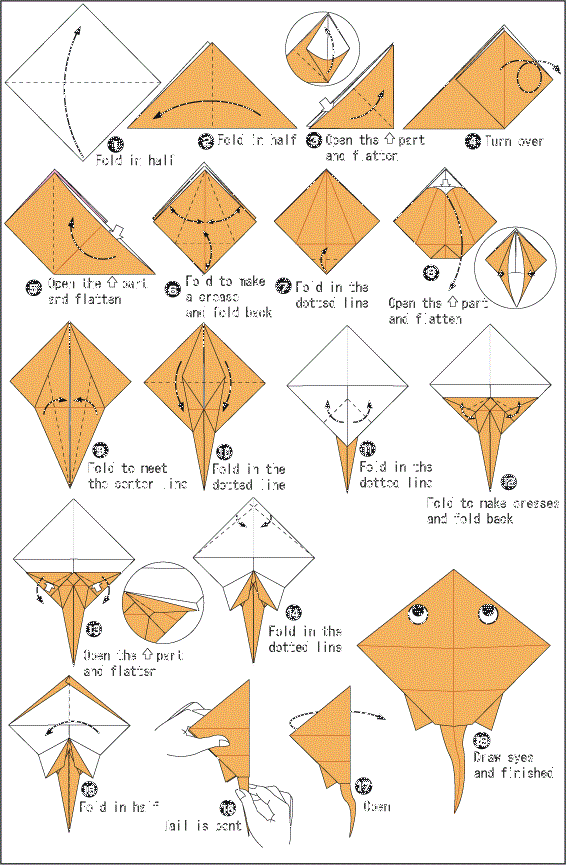 1 Fold in half
2 Fold in half
3 Open the ⇧ part
and flatten
4 Turn over
5 Open the ⇧ part
and flatten
6 Fold to make
a crease
and fold back
7 Fold in the
dotted line
8 Open the ⇧ part
and flatten
9 Fold to meet
the center line
10 Fold in the
dotted line
11 Fold in the
dotted line
12 Fold to make creases
and fold back
13 Open the ⇧ part
and flatten
14 Fold in the
dotted line
15 Fold in half
16 Tail is bent
17 Open
18 Draw eyes
and finished